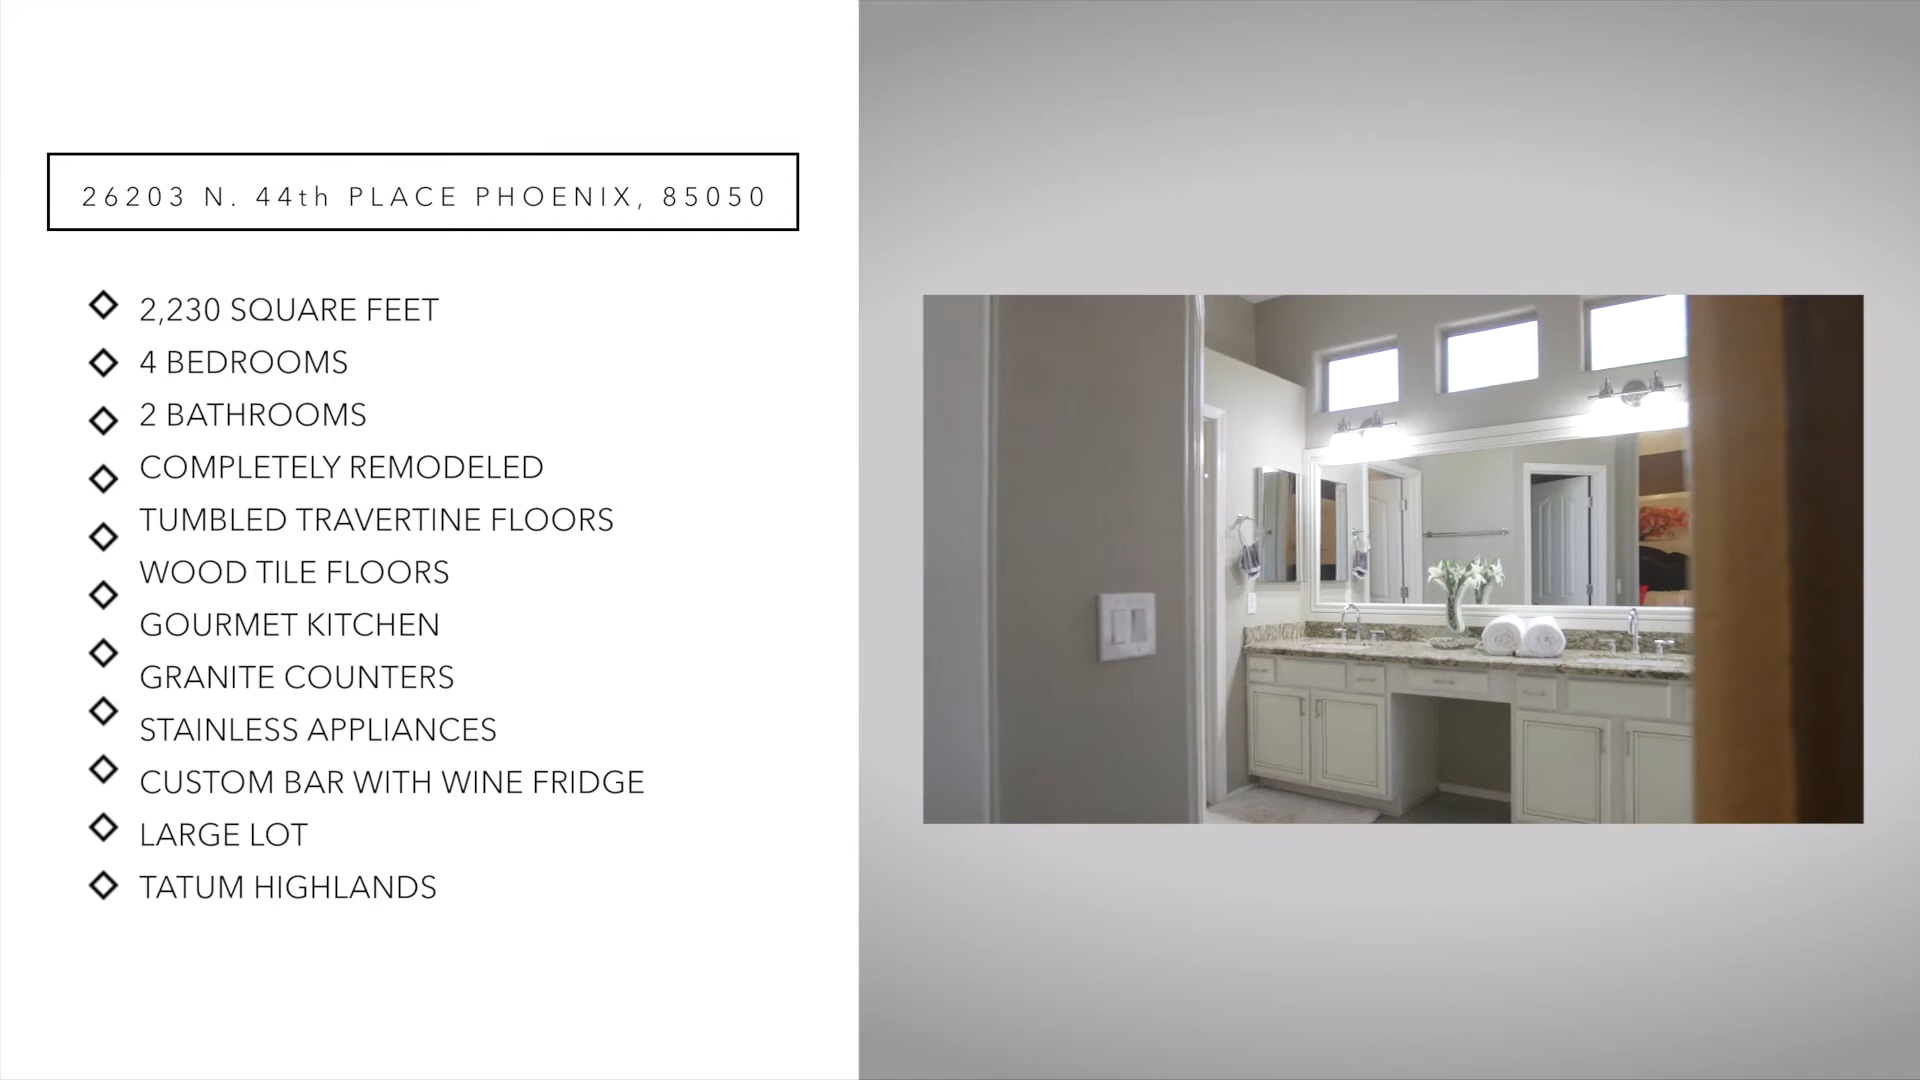 26203 N. 44th PLACE PHOENIX, 85050
2,230 SQUARE FEET
4 BEDROOMS
2 BATHROOMS
COMPLETELY REMODELED
TUMBLED TRAVERTINE FLOORS
WOOD TILE FLOORS
GOURMET KITCHEN
GRANITE COUNTERS
STAINLESS APPLIANCES
CUSTOM BAR WITH WINE FRIDGE
LARGE LOT
TATUM HIGHLANDS